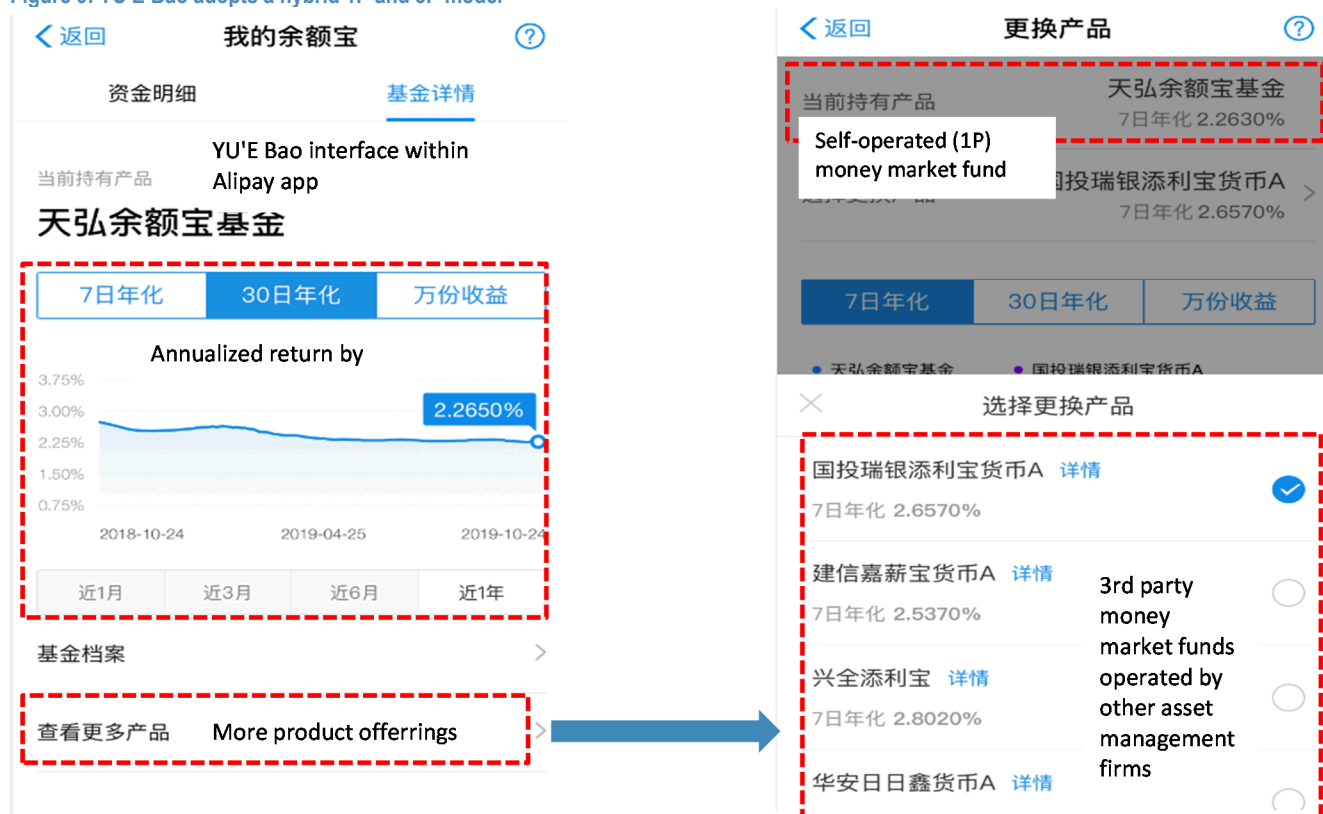 返回
我的余额宝
?
资金明细
基金详情
YU'E Bao interface within
Alipay app
当前持有产品
天弘余额宝基金
7日年化
30日年化
万份收益
Annualized return by
3.75%
3.00%
2.25%
1.50%
0.75%
2.2650%
2018-10-24
2019-04-25
2019-10-24
近1月
近3月
近6月
近1年
基金档案
查看更多产品
More product offerrings
返回
更换产品
?
当前持有产品
天弘余额宝基金
7日年化 2.2630%
Self-operated (1P)
money market fund
投瑞银添利宝货币A
7日年化 2.6570%
7日年化
30日年化
万份收益
天弘余额宝基金
国投瑞银添利宝货币A
选择更换产品
国投瑞银添利宝货币A 详情
7日年化 2.6570%
建信嘉薪宝货币A 详情
7日年化 2.5370%
兴全添利宝 详情
7日年化 2.8020%
华安日日鑫货币A 详情
3rd party
money
market funds
operated by
other asset
management
firms